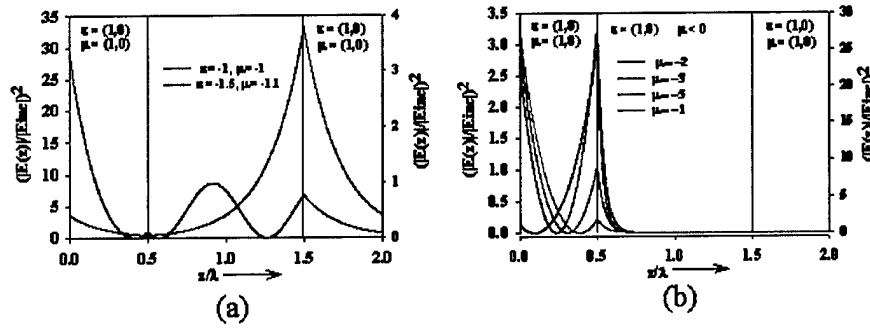 35
30
25
20
15
10
5
0
4
3
2
1
0
ε = (1,0)
μ = (1,0)
ε = (1,0)
μ = (1,0)
ε = -1, μ = -1
ε = -1.5, μ = -1.1
(|E(z)|/|Einc|)²
(|E(z)|/|Einc|)²
0.0 0.5 1.0 1.5 2.0
z/λ
(a)
3.5
3.0
2.5
2.0
1.5
1.0
0.5
0.0
30
25
20
15
10
5
0
ε = (1,0)
μ = (1,0)
ε = (1,0) μ < 0
ε = (1,0)
μ = (1,0)
μ=-2
μ=-3
μ=-5
μ=-1
(|E(z)|/|Einc|)²
(|E(z)|/|Einc|)²
0.0 0.5 1.0 1.5 2.0
z/λ
(b)